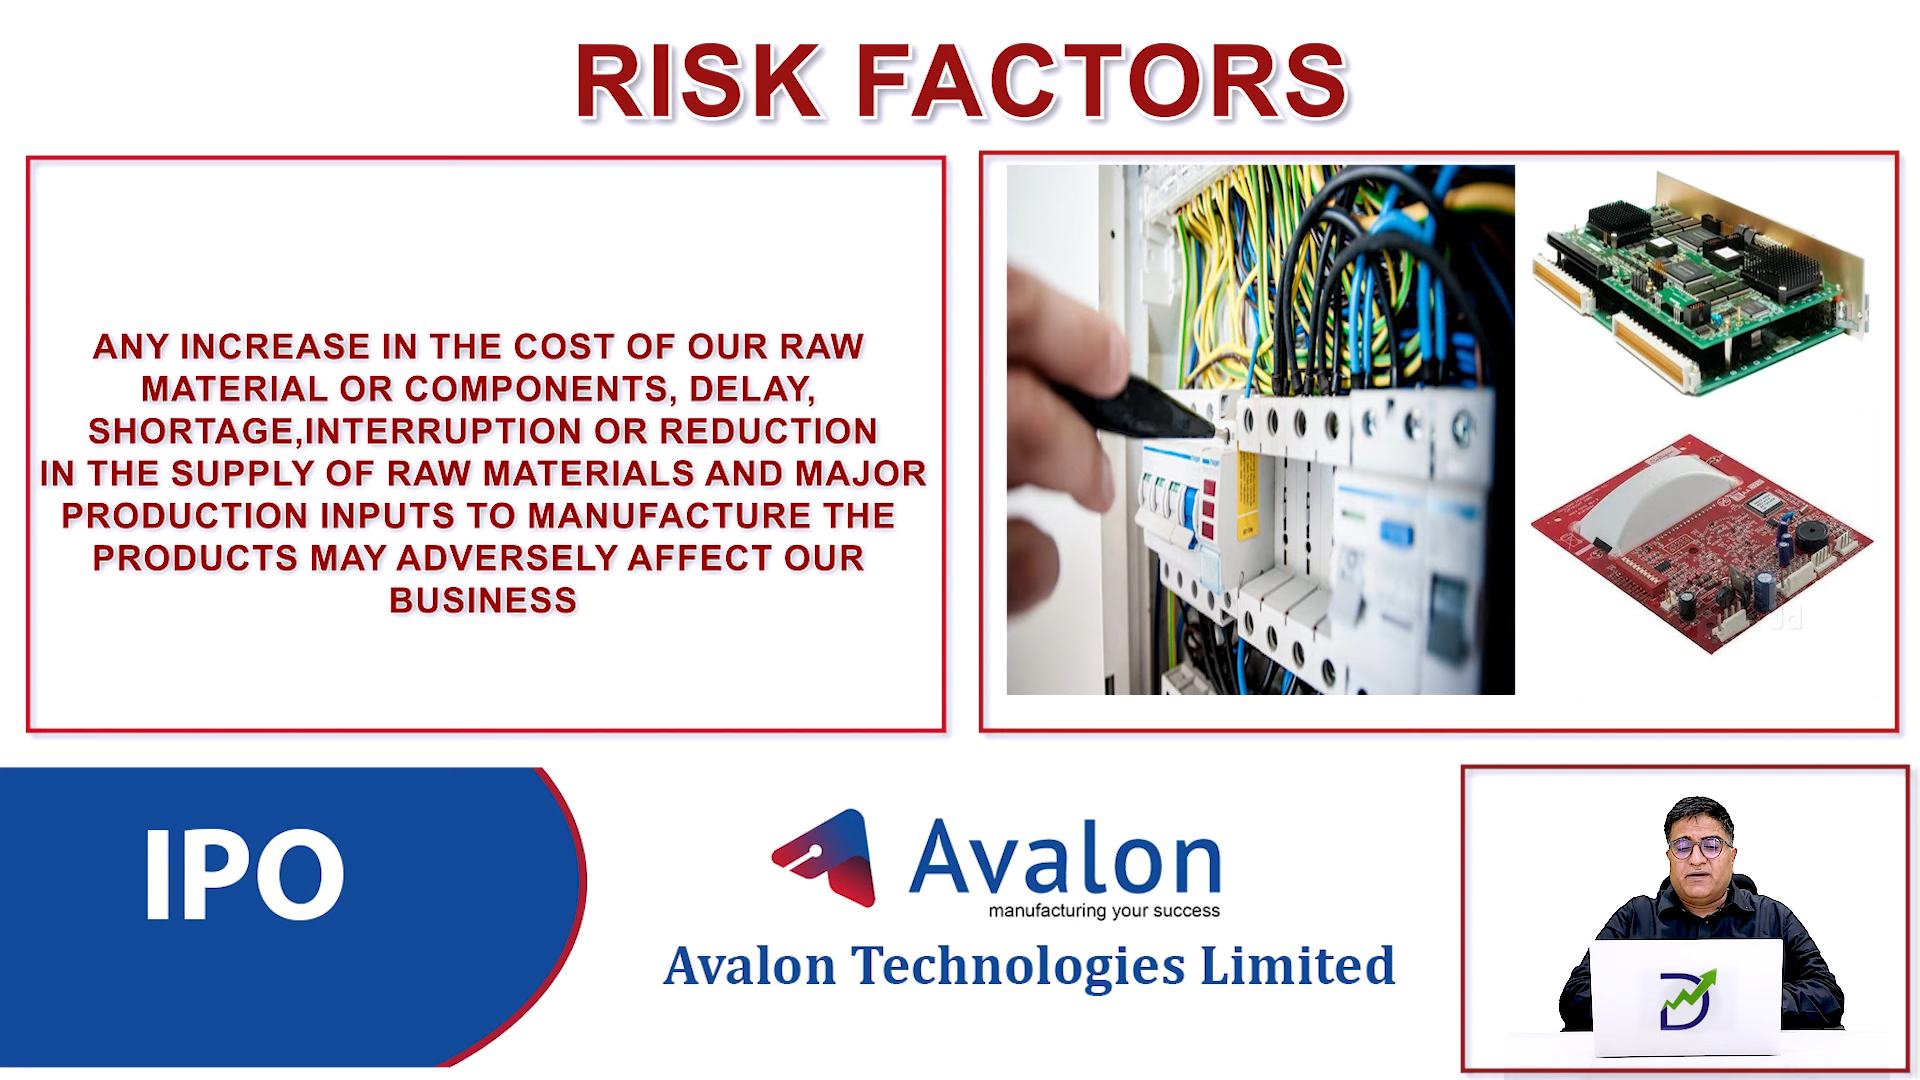 RISK FACTORS
ANY INCREASE IN THE COST OF OUR RAW
MATERIAL OR COMPONENTS, DELAY,
SHORTAGE,INTERRUPTION OR REDUCTION
IN THE SUPPLY OF RAW MATERIALS AND MAJOR
PRODUCTION INPUTS TO MANUFACTURE THE
PRODUCTS MAY ADVERSELY AFFECT OUR
BUSINESS
Jd
IPO
Avalon
manufacturing your success
Avalon Technologies Limited